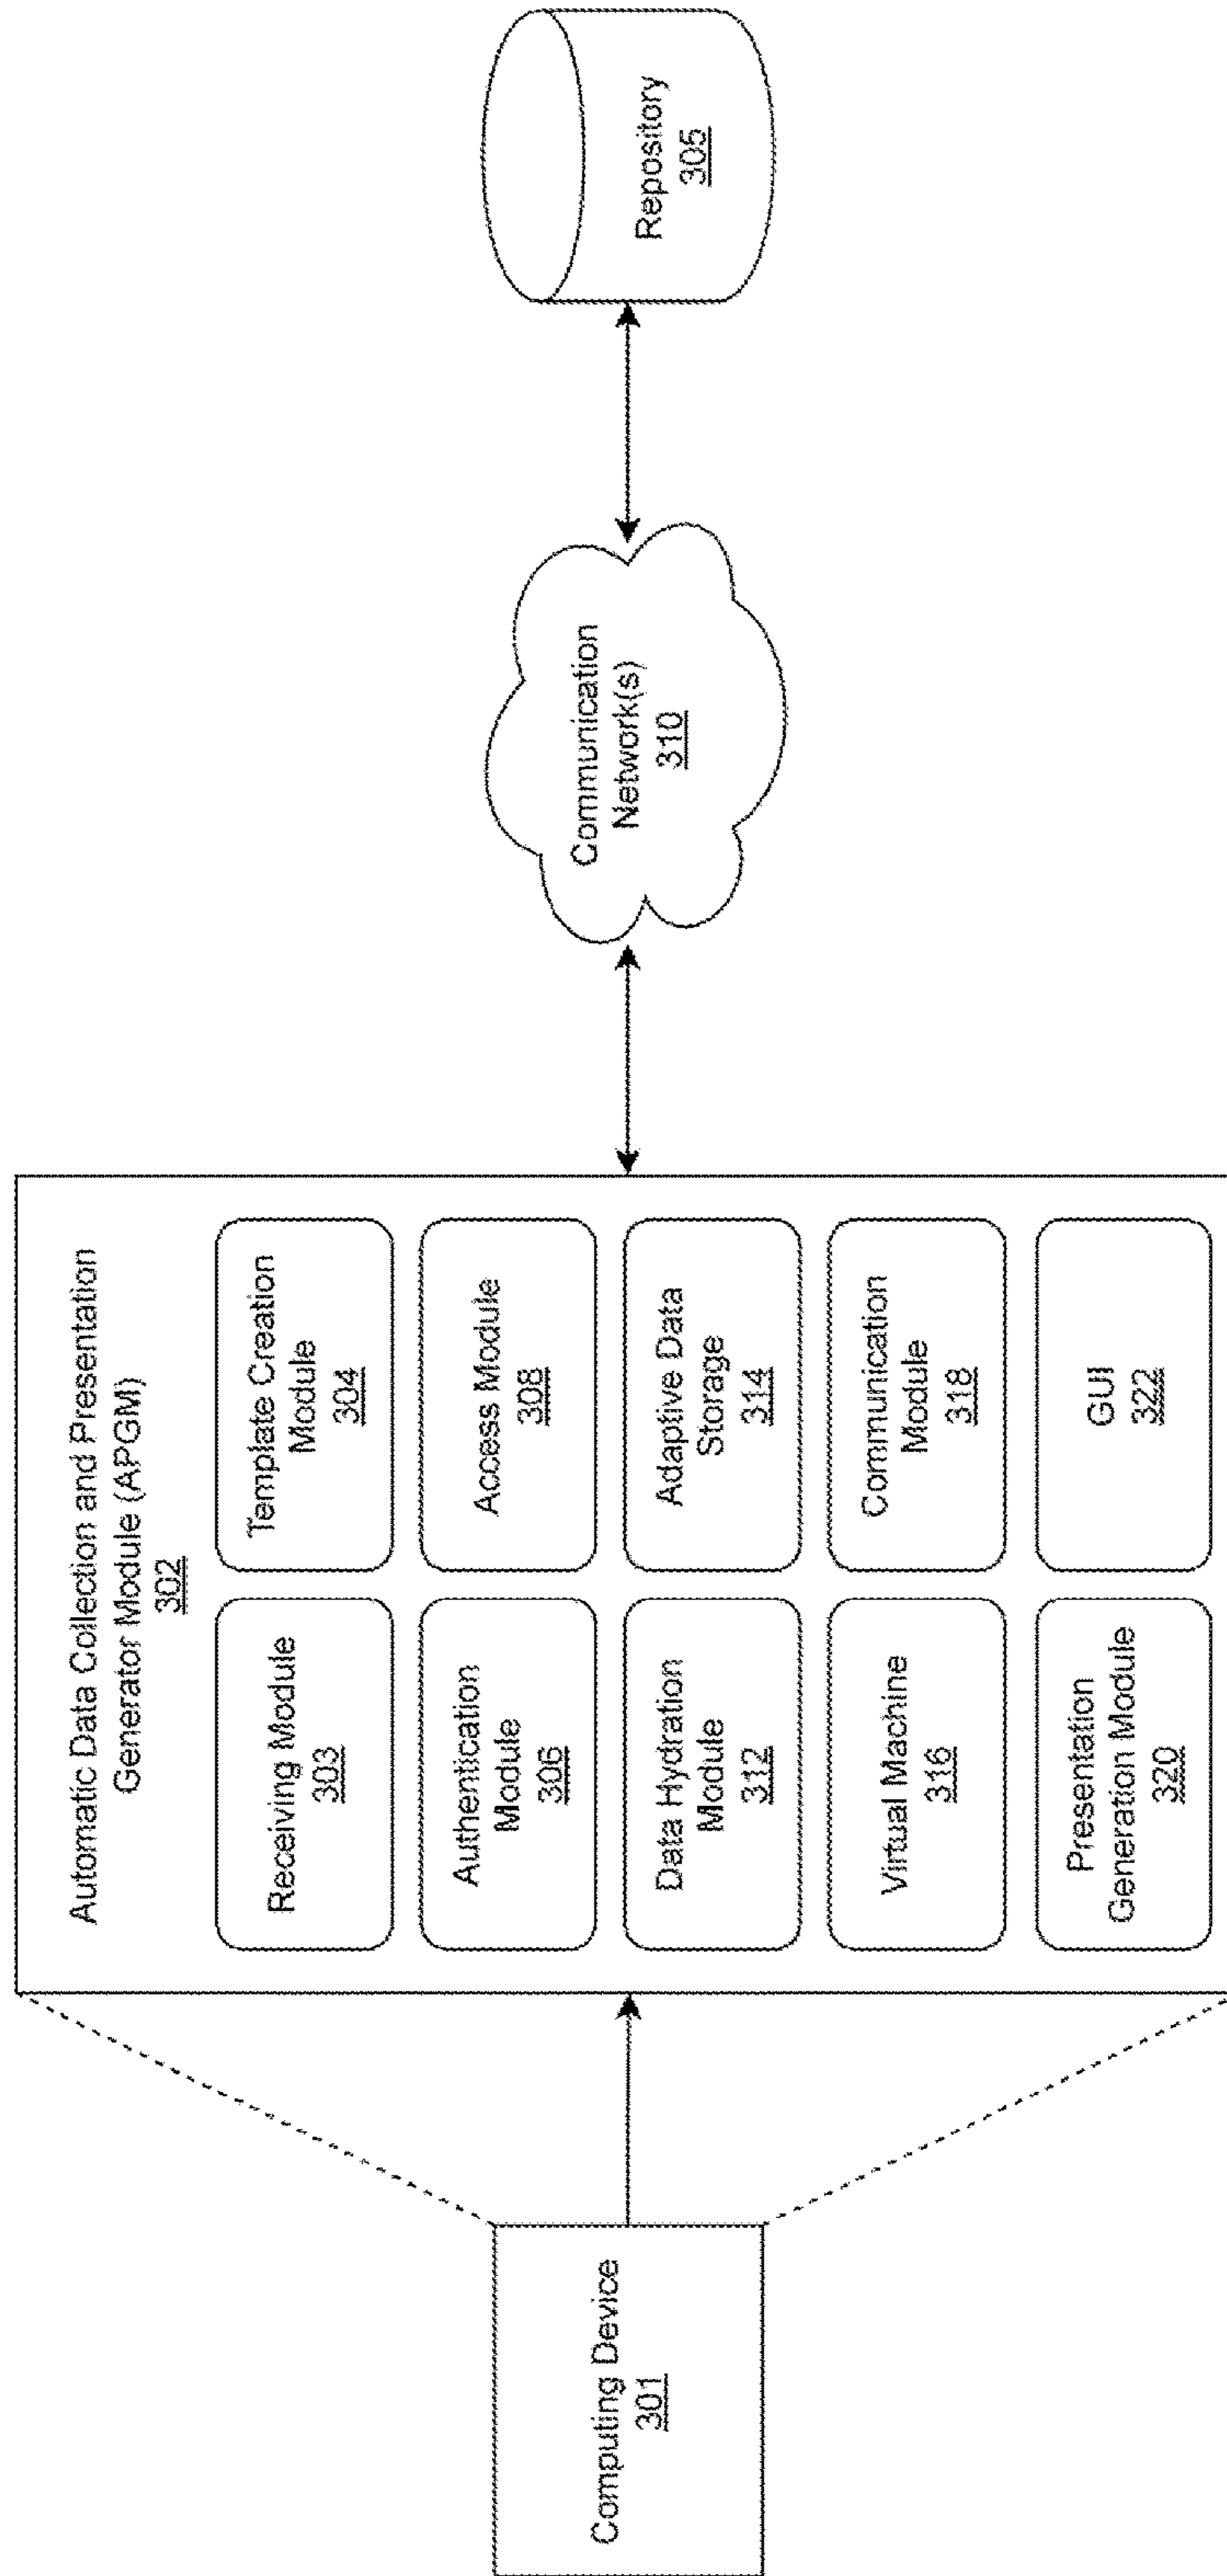 Computing Device
301
Automatic Data Collection and Presentation
Generator Module (APGM)
302
Receiving Module
303
Template Creation
Module
304
Authentication
Module
306
Access Module
308
Data Hydration
Module
312
Adaptive Data
Storage
314
Virtual Machine
316
Communication
Module
318
Presentation
Generation Module
320
GUI
322
Communication
Network(s)
310
Repository
305